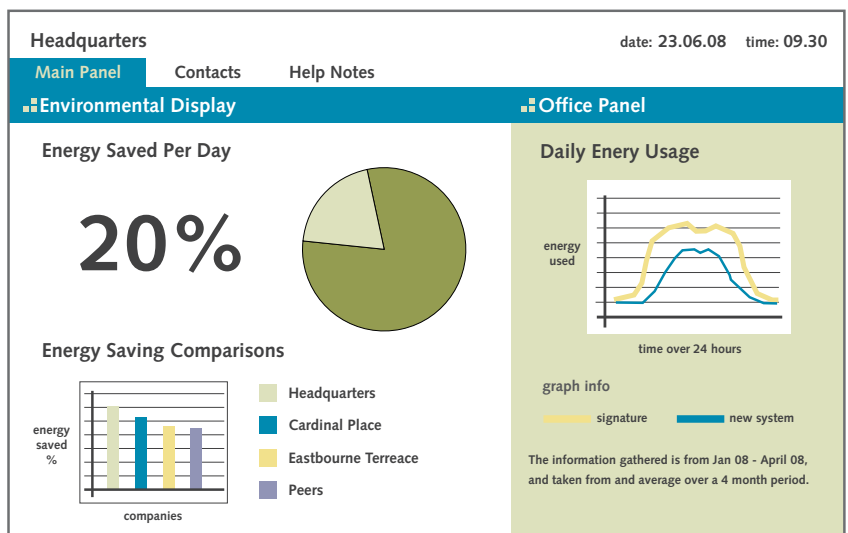 Headquarters
date: 23.06.08 time: 09.30
Main Panel Contacts Help Notes
Environmental Display
Office Panel
Energy Saved Per Day
20%
Energy Saving Comparisons
energy
saved
%
companies
Headquarters
Cardinal Place
Eastbourne Terreace
Peers
Daily Enery Usage
energy
used
time over 24 hours
graph info
signature new system
The information gathered is from Jan 08 - April 08,
and taken from and average over a 4 month period.